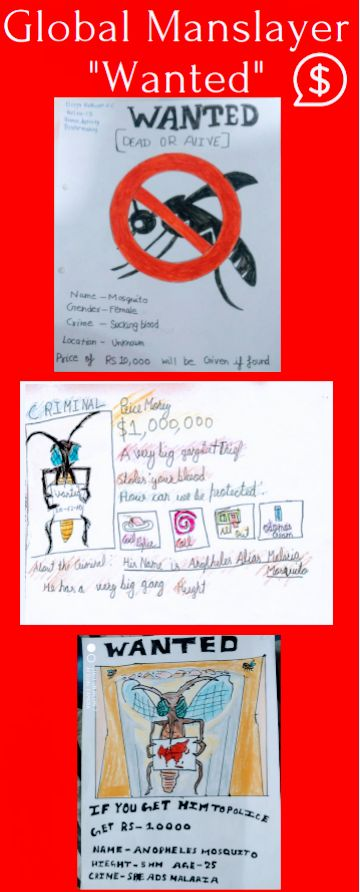 Global Manslayer
"Wanted"
$
WANTED
[DEAD OR ALIVE]
Name - Mosquito
Gender - Female
Crime - Sucking blood
Location - Unknown
Price of RS 10,000 will be Given if found
CRIMINAL
Price Money
$1,000,000
A very big gangster Thief
Stoles your blood
How can we be protected?
Wanted
Coil
All out
Odomos
Cream
About the Criminal: His Name is Anopheles Alias Malaria
Mosquito
He has a very big gang Hieght
WANTED
IF YOU GET HIM TO POLICE
GET RS-10000
NAME-ANOPHELES MOSQUITO
HIEGHT-5MM AGE-25
CRIME-SPREADS MALARIA